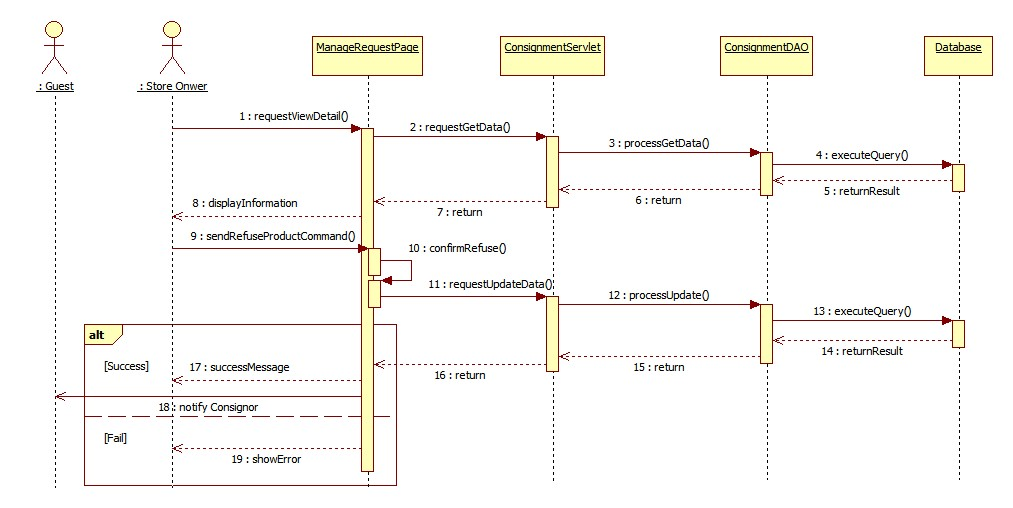 ManageRequestPage
ConsignmentServlet
ConsignmentDAO
Database
: Guest
: Store Onwer
1 : requestViewDetail()
2 : requestGetData()
3 : processGetData()
4 : executeQuery()
5 : returnResult
6 : return
7 : return
8 : displayInformation
9 : sendRefuseProductCommand()
10 : confirmRefuse()
11 : requestUpdateData()
12 : processUpdate()
13 : executeQuery()
14 : returnResult
15 : return
16 : return
alt
[Success]
17 : successMessage
18 : notify Consignor
[Fail]
19 : showError